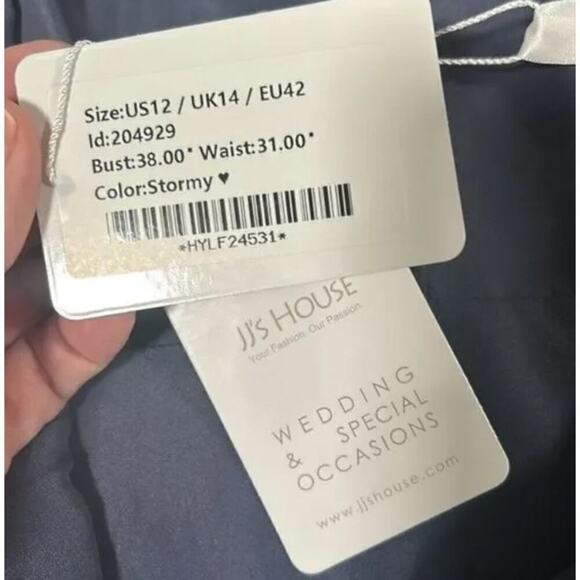 Size:US12 / UK14 / EU42
Id:204929
Bust:38.00" Waist:31.00"
Color:Stormy ♥
*HYLF24531*
JJ's HOUSE
Your Fashion. Our Passion.
WEDDING
& SPECIAL
OCCASIONS
www.jjshouse.com